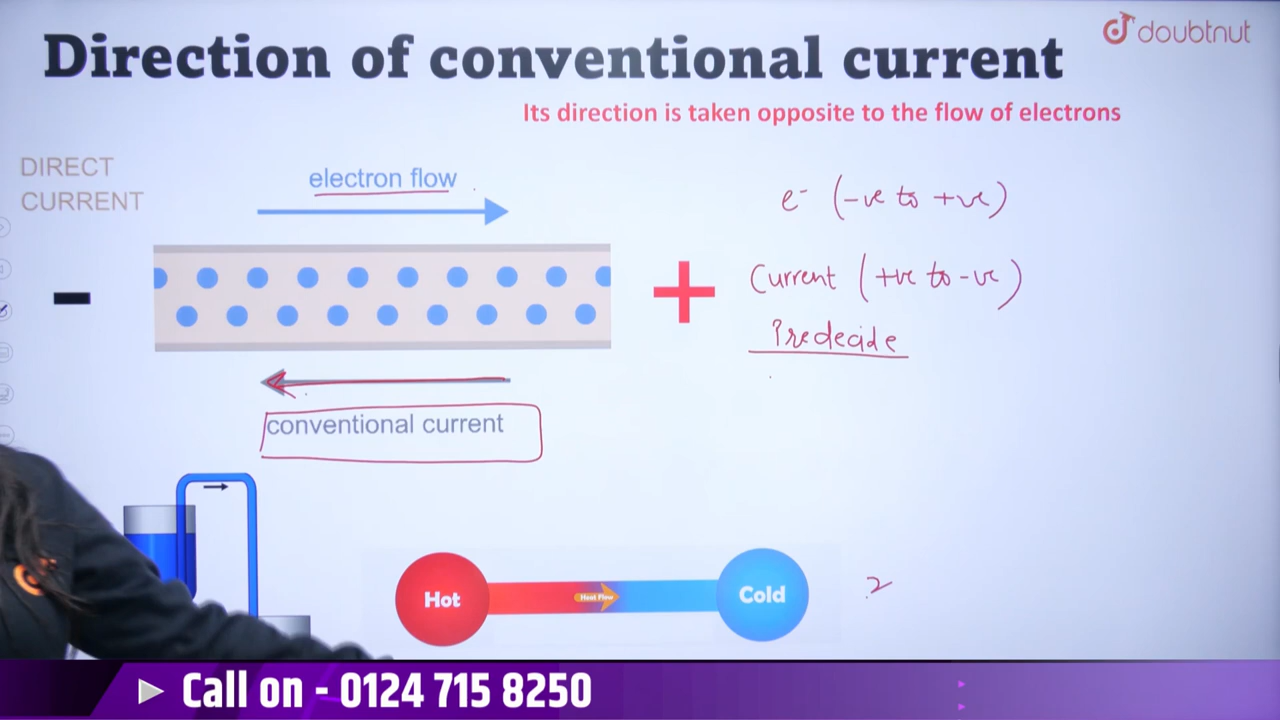 Direction of conventional current
doubtnut
Its direction is taken opposite to the flow of electrons
DIRECT
CURRENT
electron flow
e⁻ (-ve to +ve)
- +
Current (+ve to -ve)
Predecide
conventional current
Hot
Heat Flow
Cold
Call on - 0124 715 8250